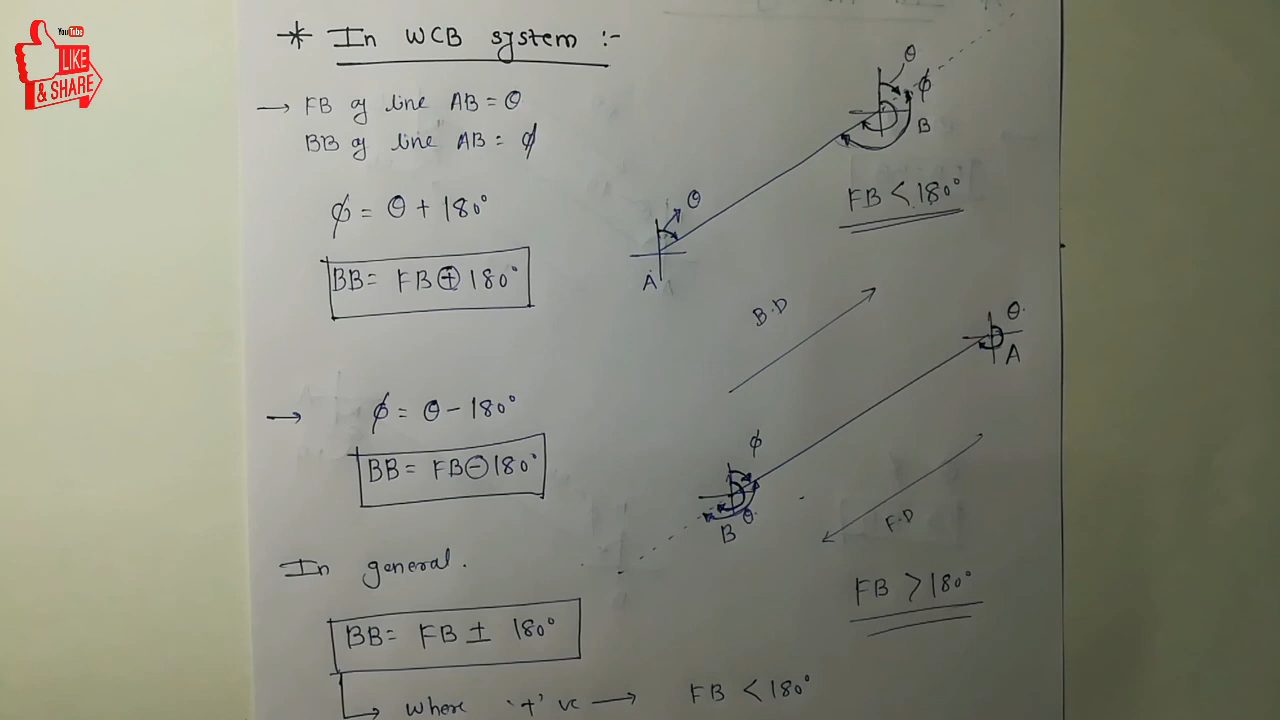 YouTube
LIKE
& SHARE
* In WCB system :-
→ FB of line AB = θ
BB of line AB = ϕ
ϕ = θ + 180°
BB = FB ⊕ 180°
θ
ϕ
B
FB < 180°
θ
A
B.D
→ ϕ = θ - 180°
BB = FB ⊖ 180°
θ.
A
ϕ
θ.
B
F.D
FB > 180°
In general.
BB = FB ± 180°
→ where '+' ve → FB < 180°